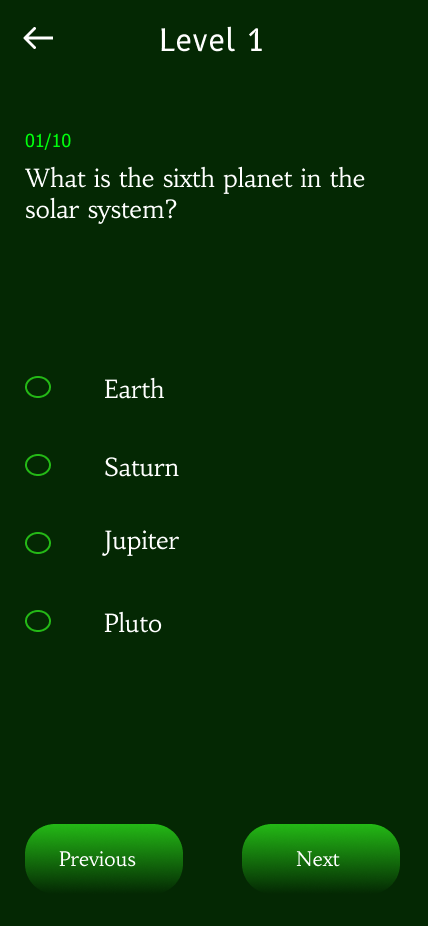 Level 1
01/10
What is the sixth planet in the
solar system?
Earth
Saturn
Jupiter
Pluto
Previous
Next